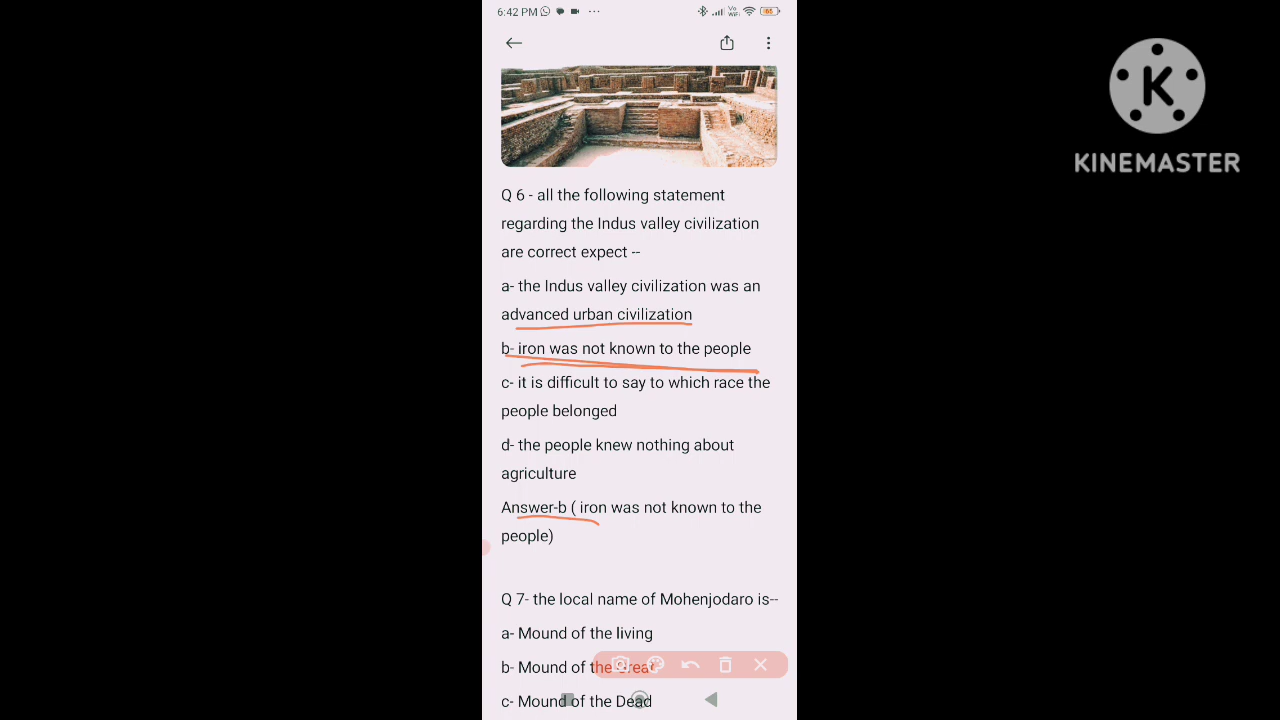 6:42 PM
Vo
WiFi
65
K
KINEMASTER
Q 6 - all the following statement
regarding the Indus valley civilization
are correct expect --
a- the Indus valley civilization was an
advanced urban civilization
b- iron was not known to the people
c- it is difficult to say to which race the
people belonged
d- the people knew nothing about
agriculture
Answer-b ( iron was not known to the
people)
Q 7- the local name of Mohenjodaro is--
a- Mound of the living
b- Mound of the Great
c- Mound of the Dead